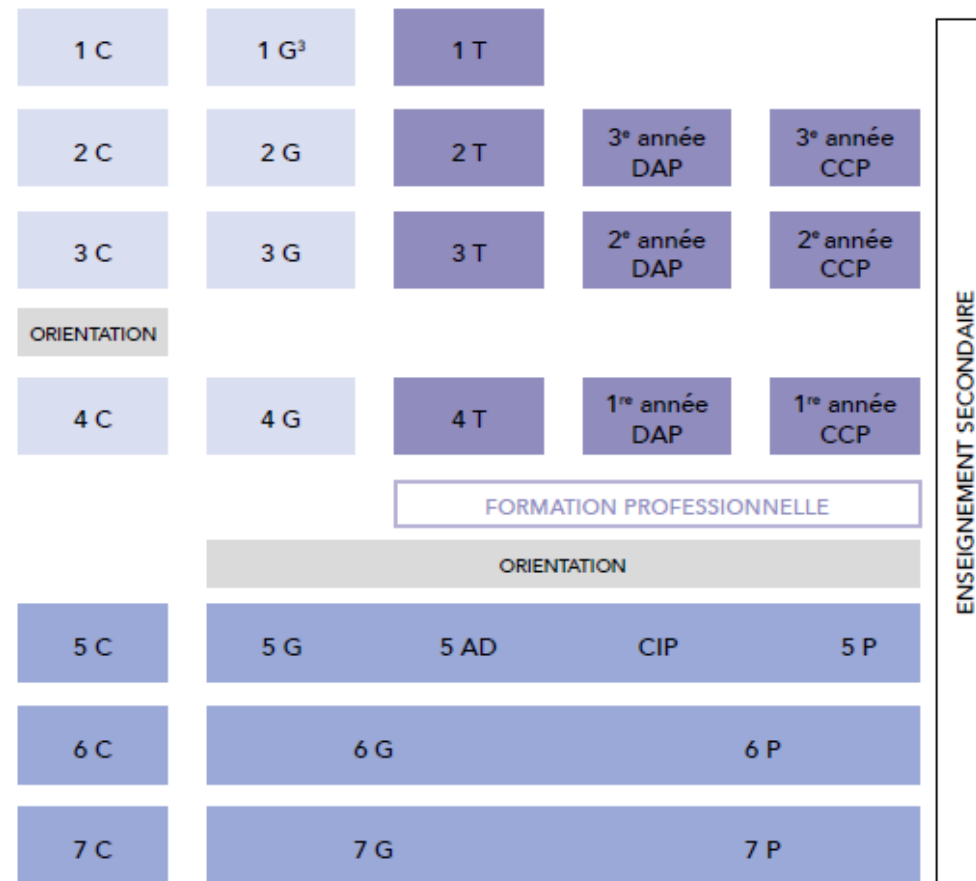 1 C
1 G³
1 T
2 C
2 G
2 T
3ᵉ année
DAP
3ᵉ année
CCP
3 C
3 G
3 T
2ᵉ année
DAP
2ᵉ année
CCP
ORIENTATION
4 C
4 G
4 T
1ʳᵉ année
DAP
1ʳᵉ année
CCP
FORMATION PROFESSIONNELLE
ORIENTATION
5 C
5 G
5 AD
CIP
5 P
6 C
6 G
6 P
7 C
7 G
7 P
ENSEIGNEMENT SECONDAIRE